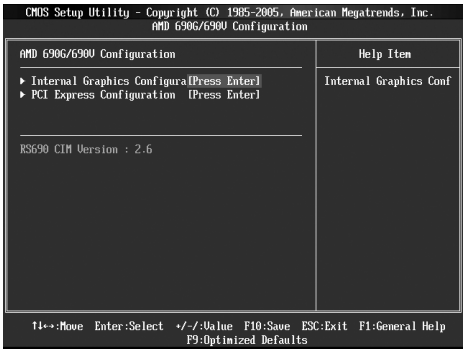 CMOS Setup Utility - Copyright (C) 1985-2005, American Megatrends, Inc.
AMD 690G/690V Configuration
AMD 690G/690V Configuration
Help Item
▶ Internal Graphics Configura[Press Enter]
Internal Graphics Conf
▶ PCI Express Configuration [Press Enter]
RS690 CIM Version : 2.6
↑↓↔:Move Enter:Select +/-/:Value F10:Save ESC:Exit F1:General Help
F9:Optimized Defaults